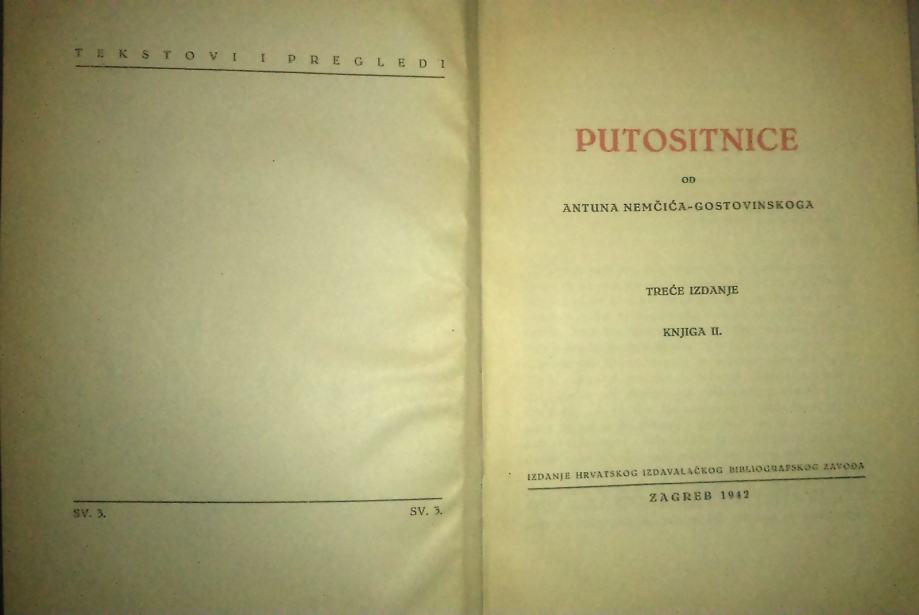 TEKSTOVI I PREGLEDI
SV. 3. SV. 3.
PUTOSITNICE
OD
ANTUNA NEMČIĆA-GOSTOVINSKOGA
TREĆE IZDANJE
KNJIGA II.
IZDANJE HRVATSKOG IZDAVALAČKOG BIBLIOGRAFSKOG ZAVODA
ZAGREB 1942